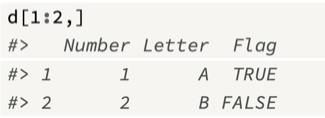 d[1:2,]
#>   Number Letter  Flag
#> 1      1      A  TRUE
#> 2      2      B FALSE